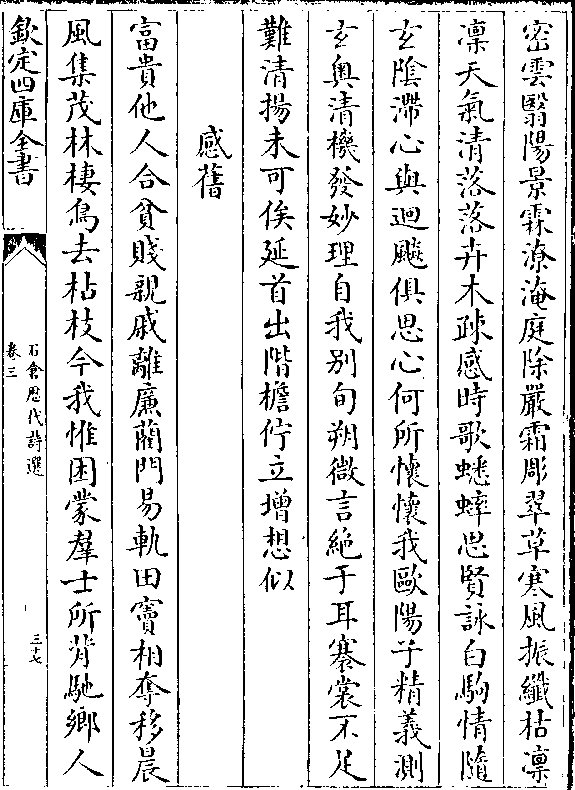 密雲翳陽景霖潦淹庭除嚴霜彫翠草寒風振纖枯凜
凜天氣清落落卉木疎感時歌蟋蟀思賢詠白駒情隨
玄陰滯心與迴飈俱思心何所懷懷我歐陽子精義測
玄奥清機發妙理自我别旬朔微言絶于耳褰裳不足
難清揚未可俟延首出階檐佇立增想似
感舊
富貴他人合貧賤親戚離廉藺門易軌田竇相奪移晨
風集茂林棲鳥去枯枝今我惟困蒙羣士所背馳鄉人
欽定四庫全書
石倉歴代詩選
卷三
三十七